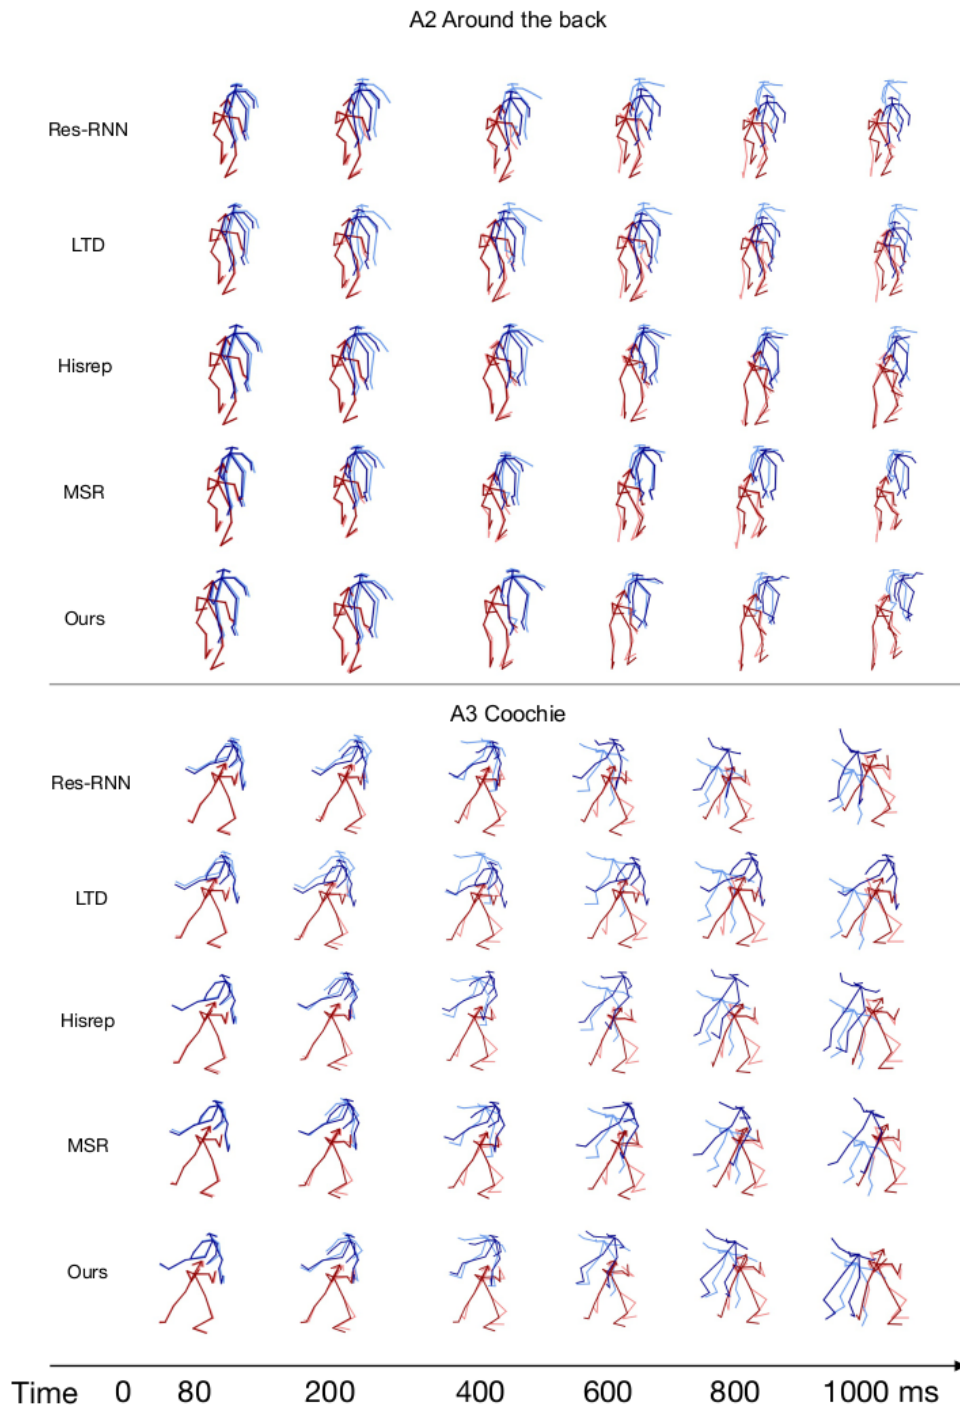 A2 Around the back
Res-RNN
LTD
Hisrep
MSR
Ours
A3 Coochie
Res-RNN
LTD
Hisrep
MSR
Ours
Time 0 80 200 400 600 800 1000 ms